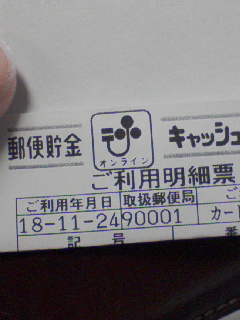 郵便貯金 オンライン キャッシュ
ご利用明細票
ご利用年月日 取扱郵便局 ご
18-11-24 90001 カー
記 号 番